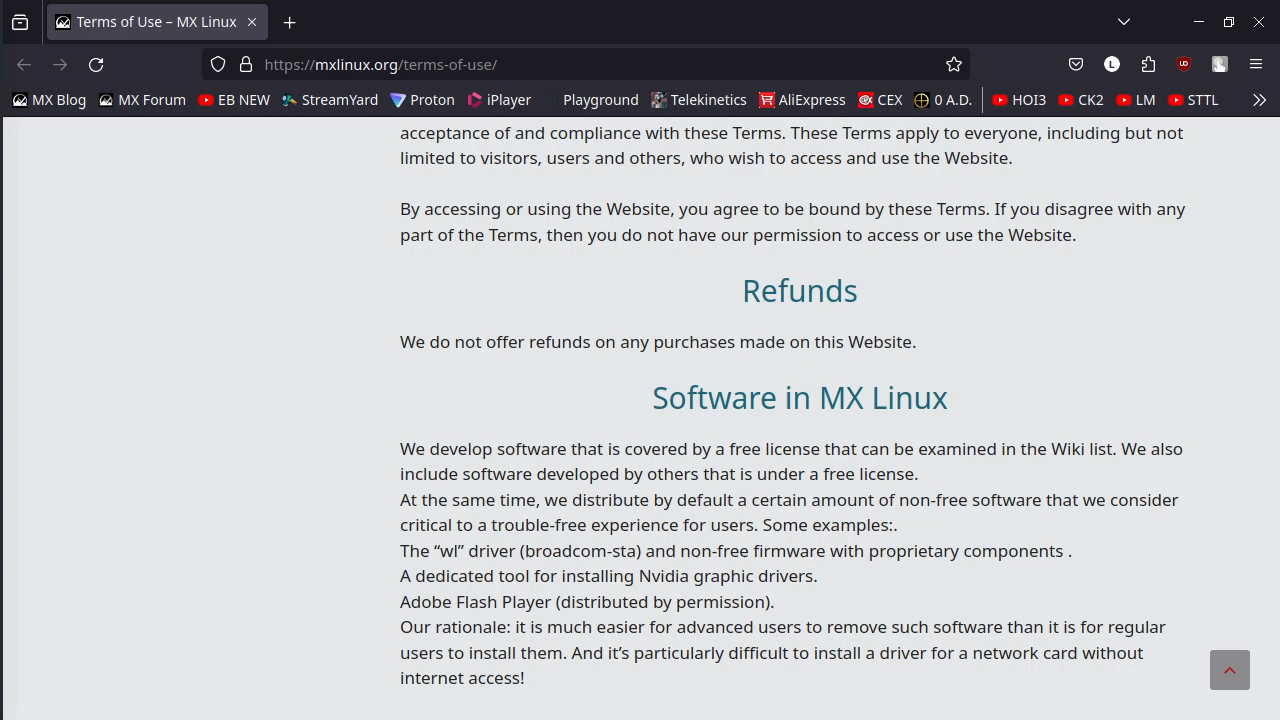 Terms of Use – MX Linux
https://mxlinux.org/terms-of-use/
MX Blog MX Forum EB NEW StreamYard Proton iPlayer Playground Telekinetics AliExpress CEX 0 A.D. HOI3 CK2 LM STTL
acceptance of and compliance with these Terms. These Terms apply to everyone, including but not
limited to visitors, users and others, who wish to access and use the Website.
By accessing or using the Website, you agree to be bound by these Terms. If you disagree with any
part of the Terms, then you do not have our permission to access or use the Website.
Refunds
We do not offer refunds on any purchases made on this Website.
Software in MX Linux
We develop software that is covered by a free license that can be examined in the Wiki list. We also
include software developed by others that is under a free license.
At the same time, we distribute by default a certain amount of non-free software that we consider
critical to a trouble-free experience for users. Some examples:.
The “wl” driver (broadcom-sta) and non-free firmware with proprietary components .
A dedicated tool for installing Nvidia graphic drivers.
Adobe Flash Player (distributed by permission).
Our rationale: it is much easier for advanced users to remove such software than it is for regular
users to install them. And it’s particularly difficult to install a driver for a network card without
internet access!